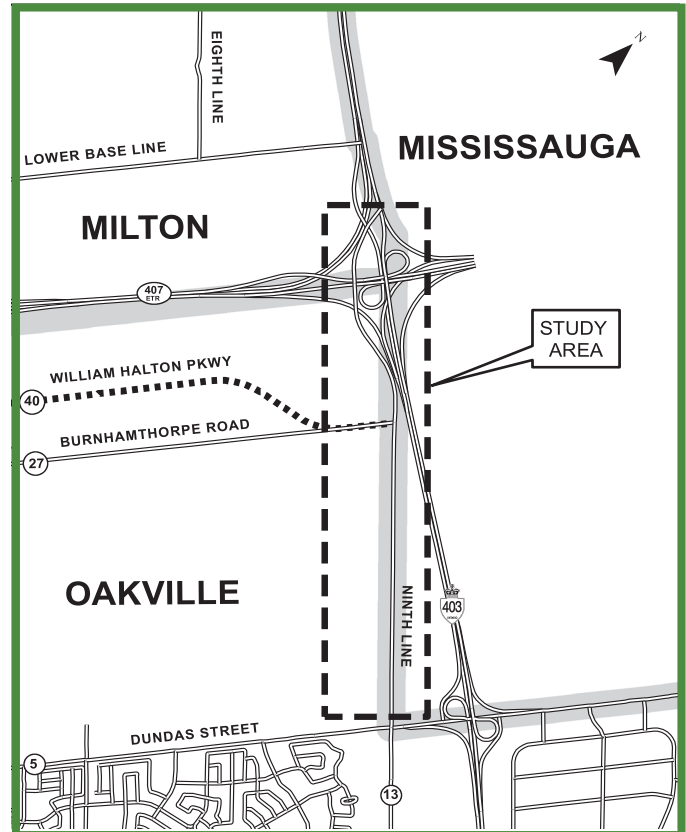 N
EIGHTH LINE
MISSISSAUGA
LOWER BASE LINE
MILTON
407
ETR
STUDY
AREA
WILLIAM HALTON PKWY
40
BURNHAMTHORPE ROAD
27
OAKVILLE
NINTH LINE
403
DUNDAS STREET
5
13